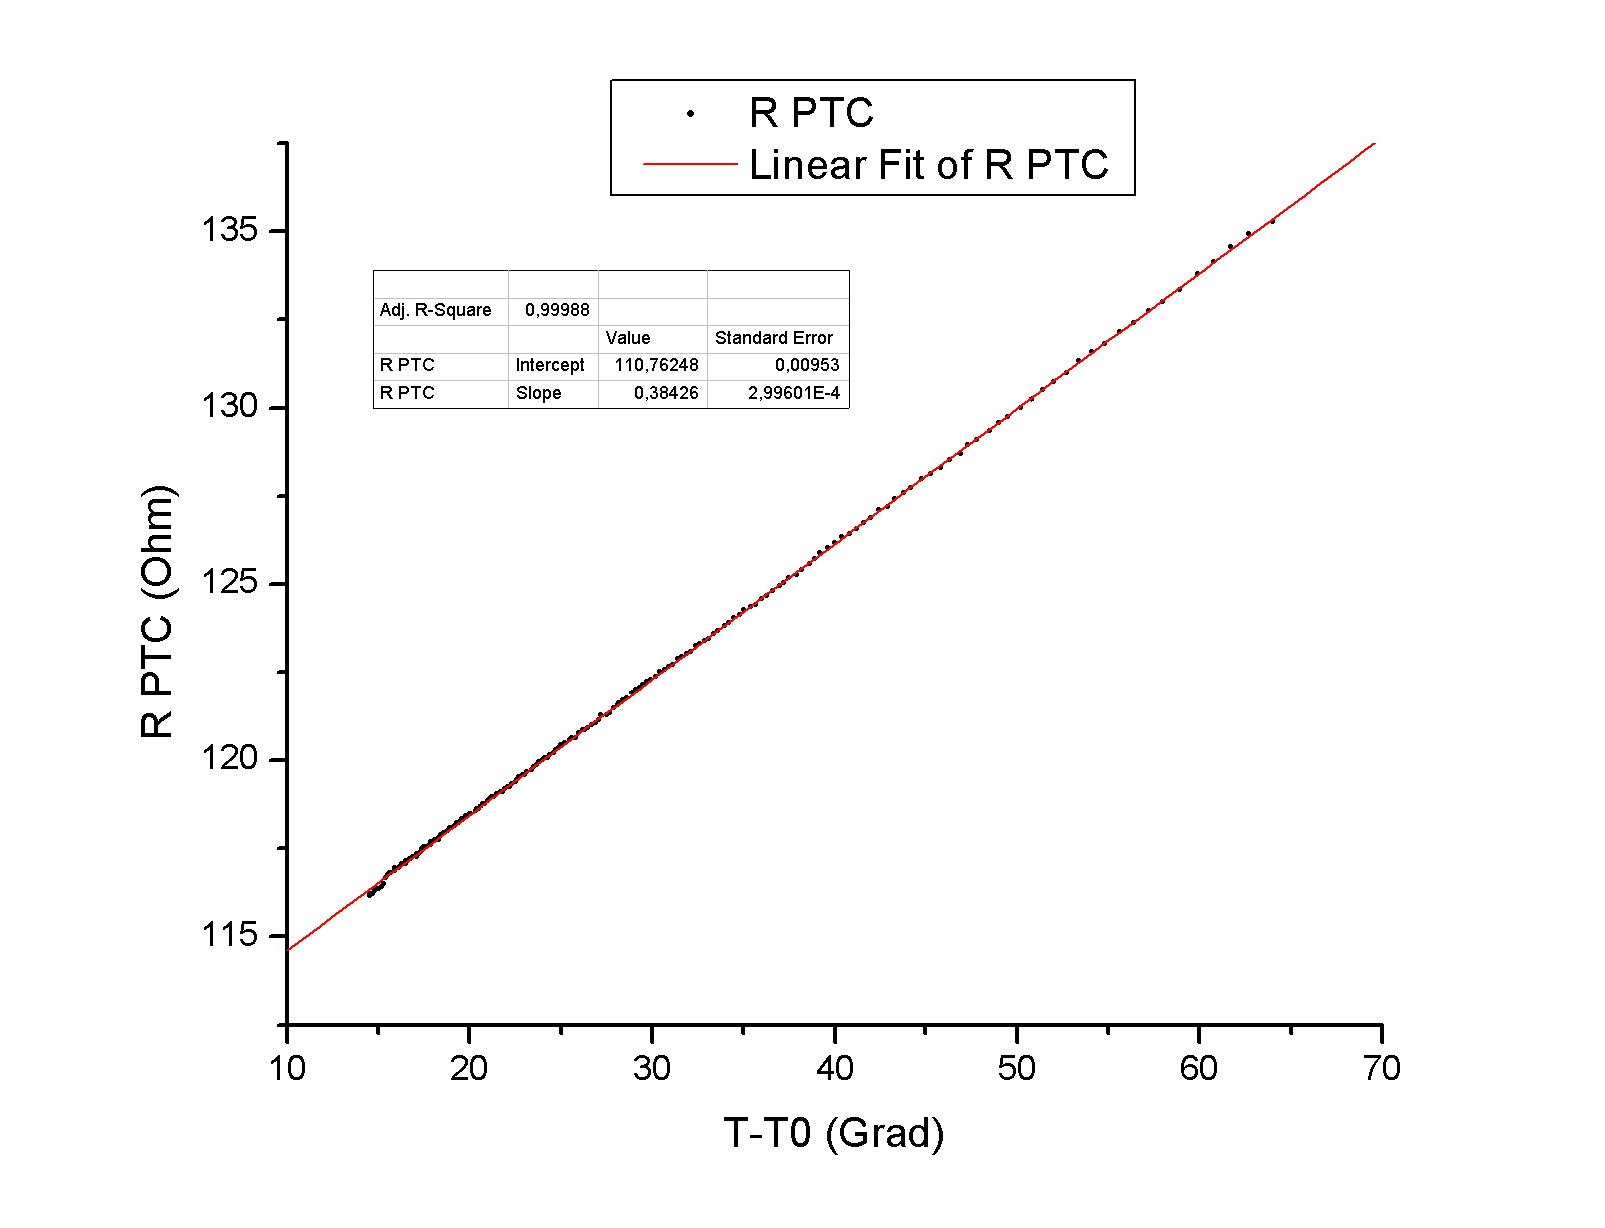 R PTC
Linear Fit of R PTC
135
Adj. R-Square 0,99988
Value Standard Error
R PTC Intercept 110,76248 0,00953
R PTC Slope 0,38426 2,99601E-4
130
R PTC (Ohm)
125
120
115
10 20 30 40 50 60 70
T-T0 (Grad)